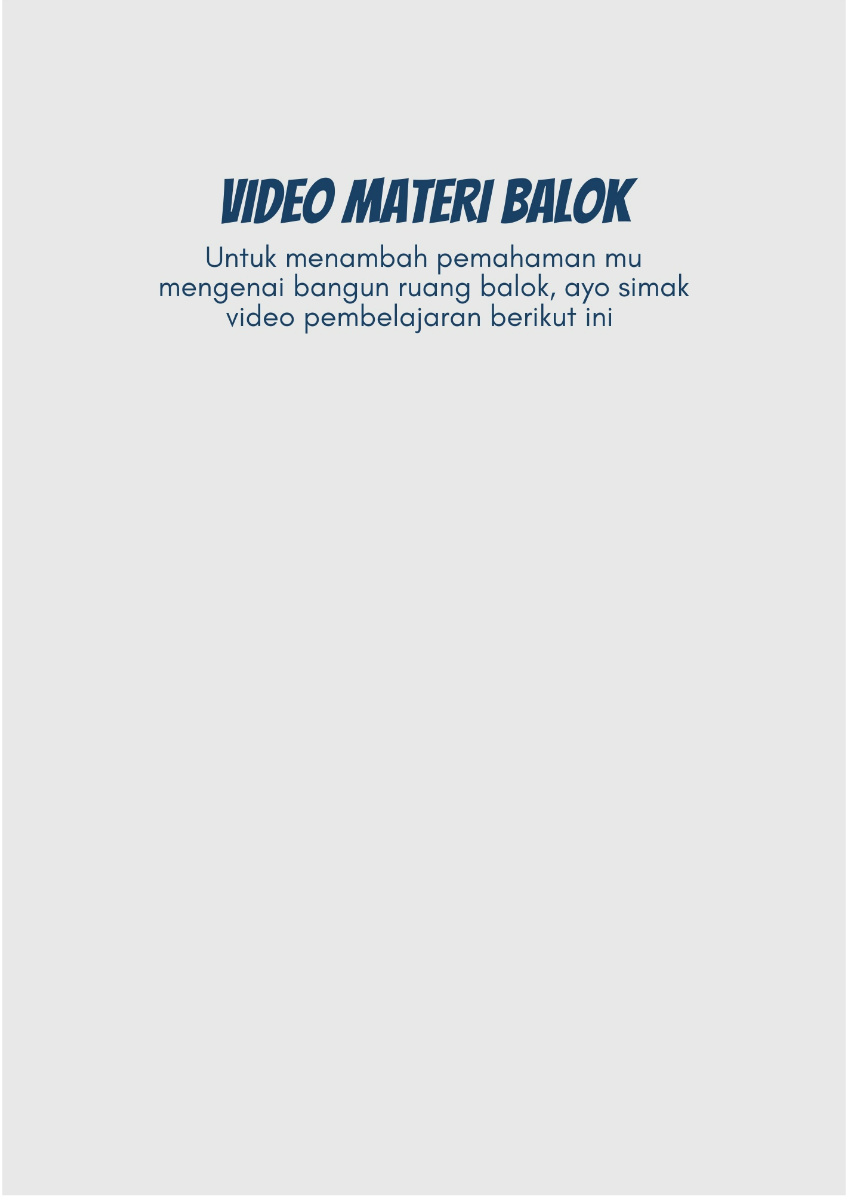 VIDEO MATERI BALOK
Untuk menambah pemahaman mu
mengenai bangun ruang balok, ayo simak
video pembelajaran berikut ini